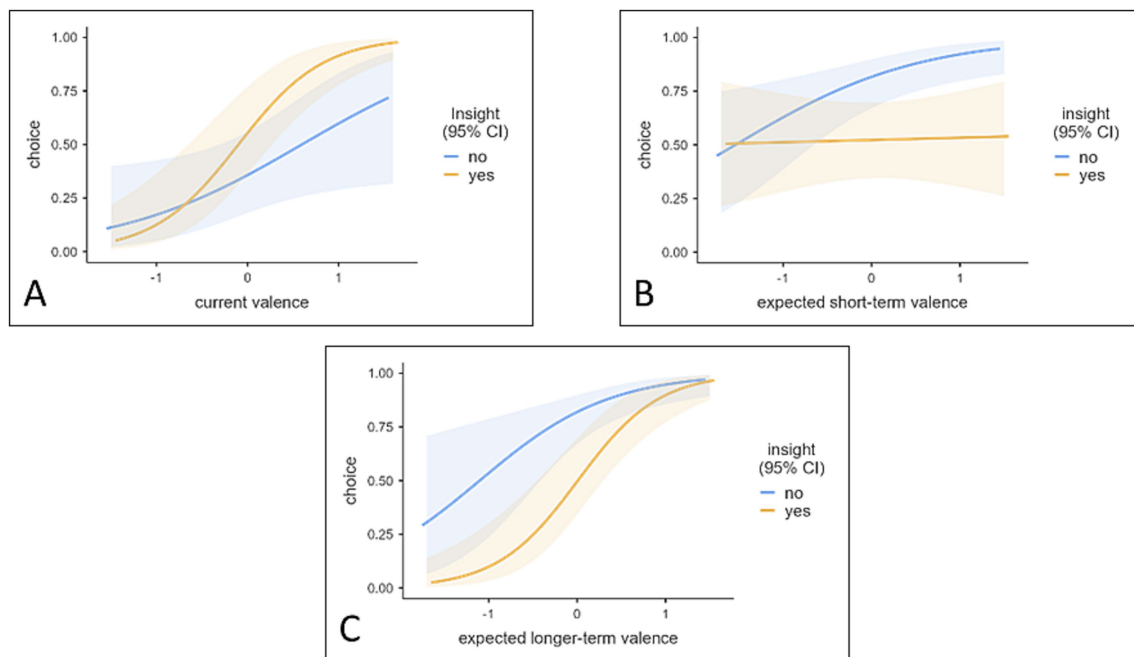 1.00
0.75
0.50
0.25
0.00
choice
-1
0
1
current valence
Insight
(95% CI)
no
yes
A
1.00
0.75
0.50
0.25
0.00
choice
-1
0
1
expected short-term valence
insight
(95% CI)
no
yes
B
1.00
0.75
0.50
0.25
0.00
choice
-1
0
1
expected longer-term valence
insight
(95% CI)
no
yes
C